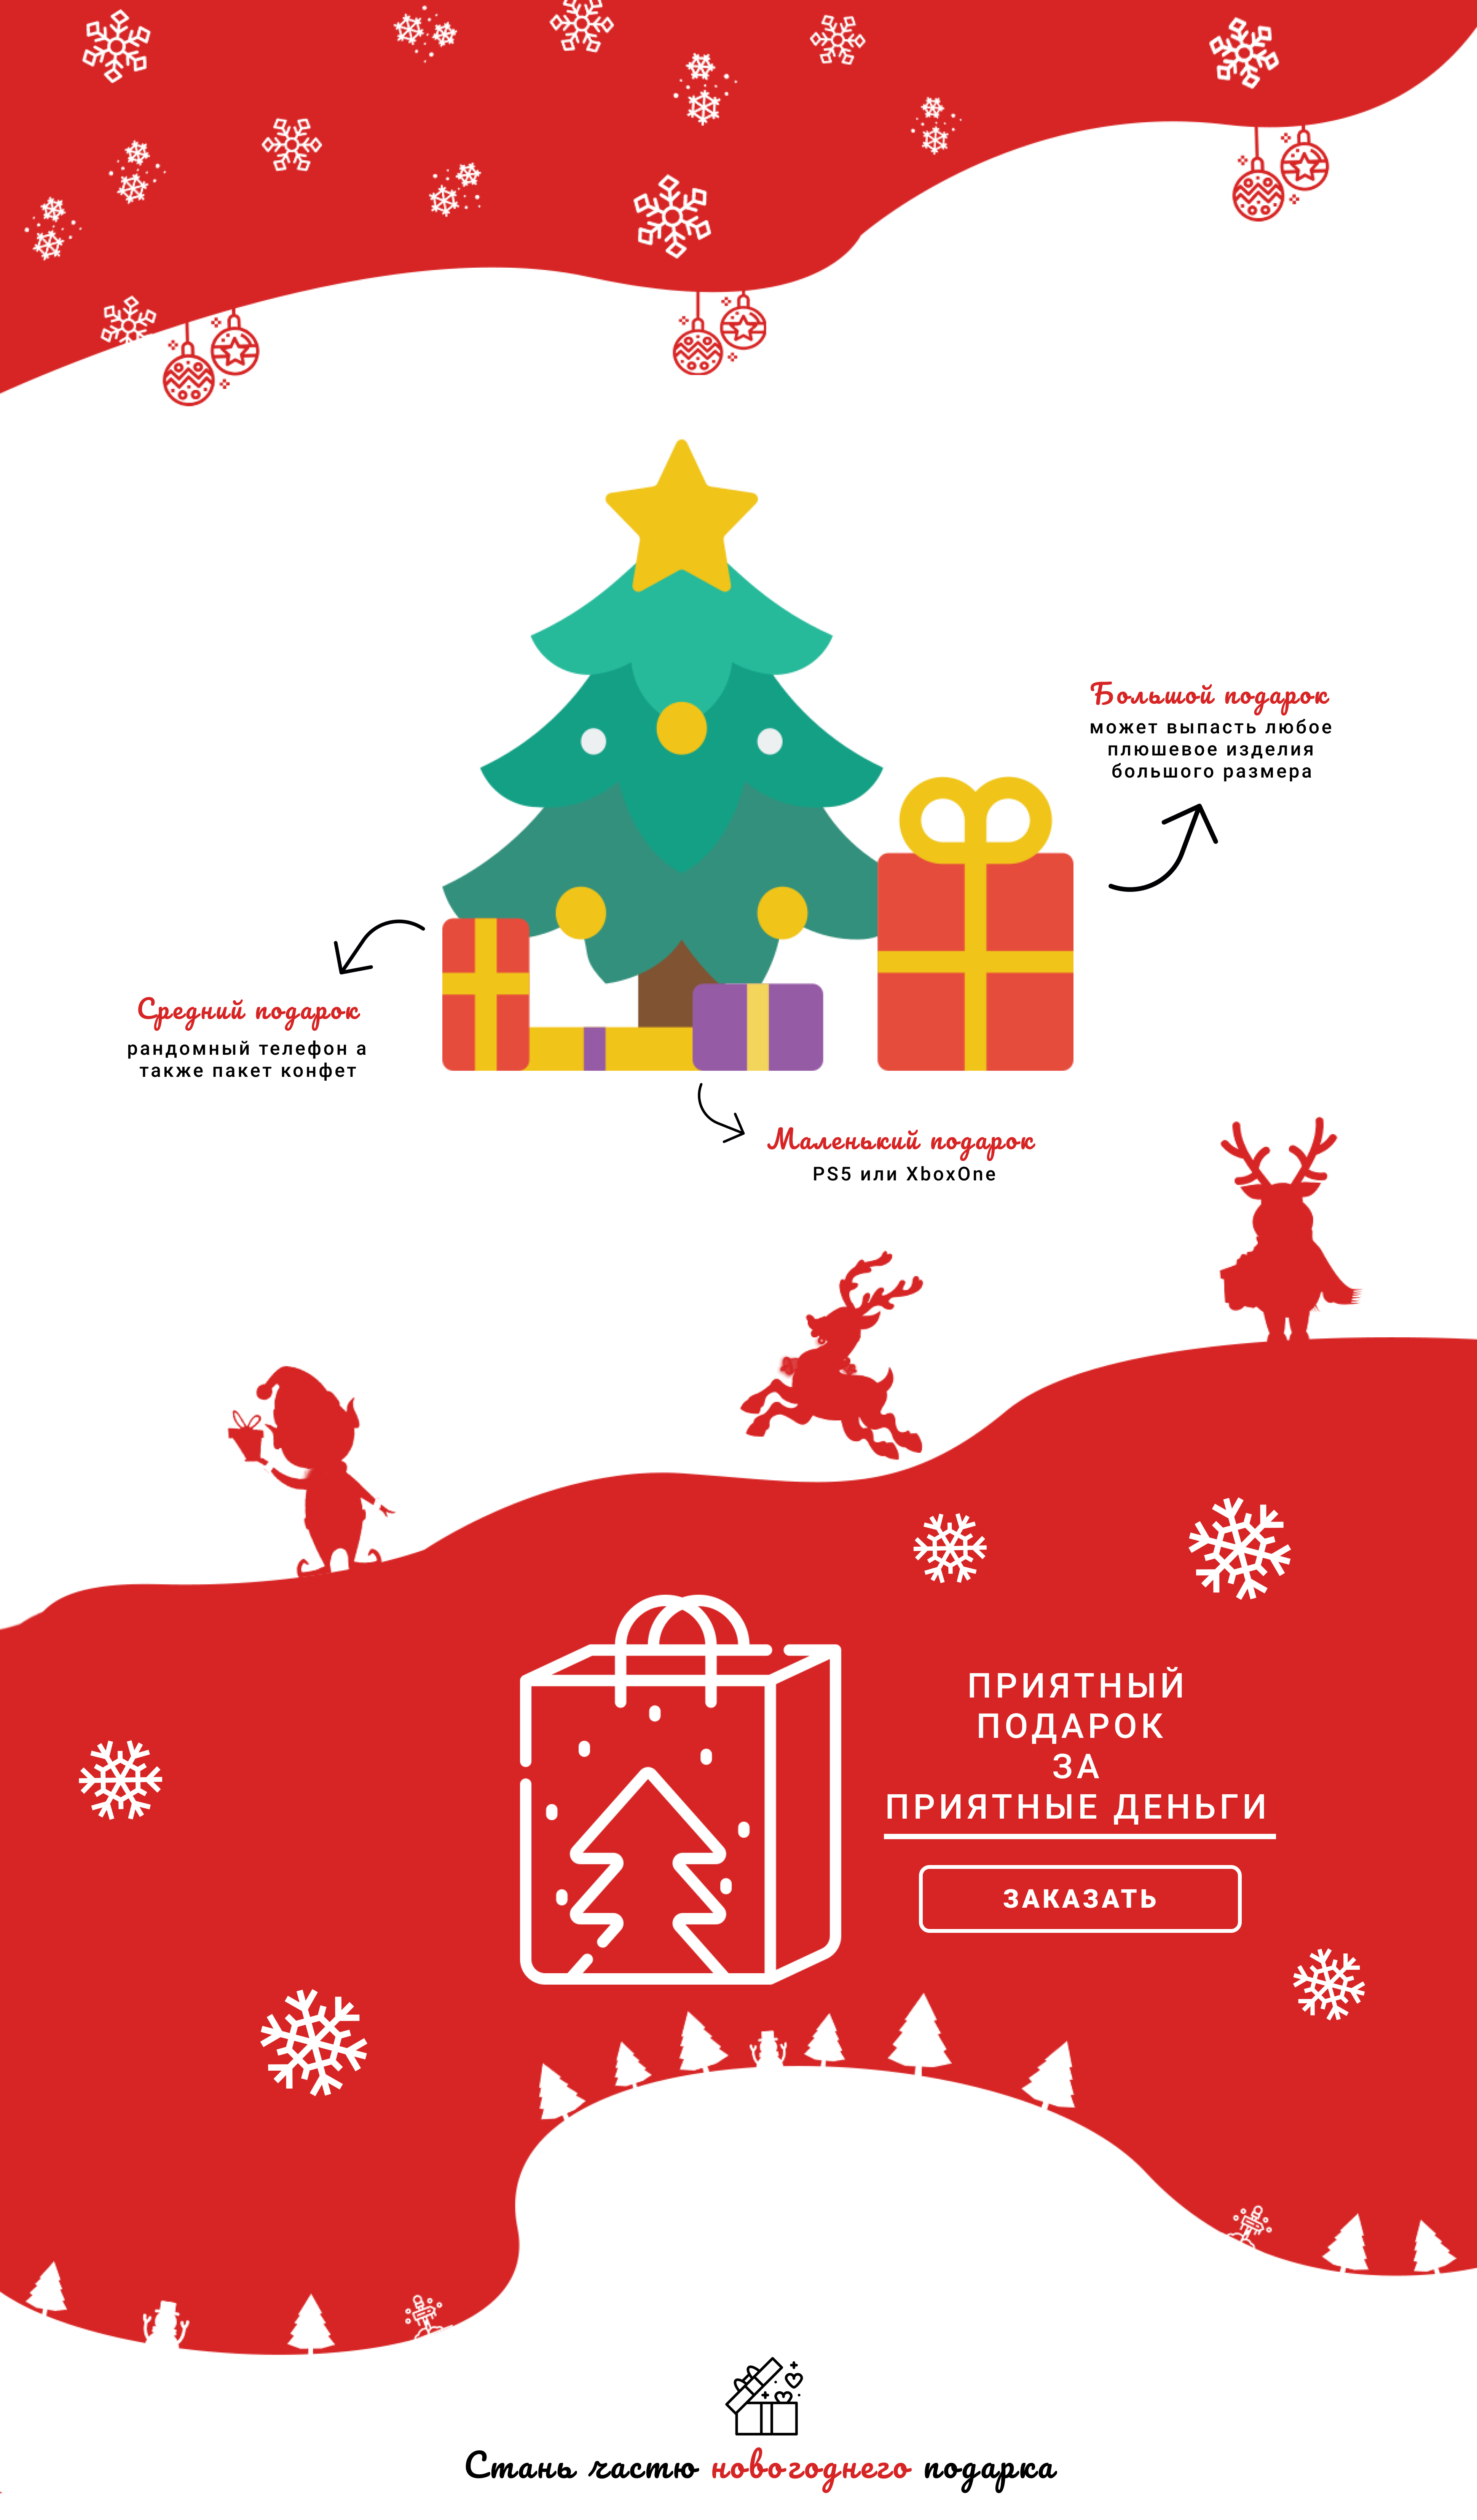 Большой подарок
может выпасть любое
плюшевое изделия
большого размера
Средний подарок
рандомный телефон а
также пакет конфет
Маленький подарок
PS5 или XboxOne
ПРИЯТНЫЙ
ПОДАРОК
ЗА
ПРИЯТНЫЕ ДЕНЬГИ
ЗАКАЗАТЬ
Стань частю новогоднего подарка